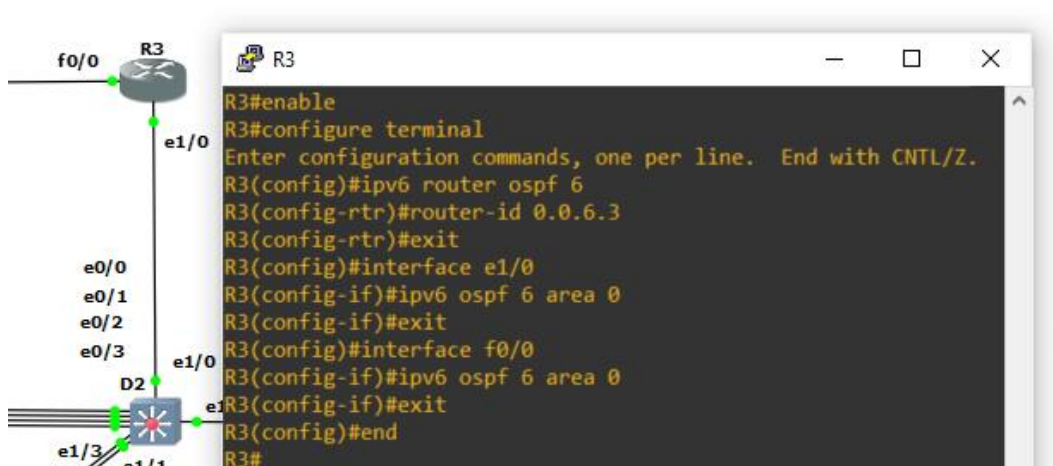 f0/0
R3
e1/0
e0/0
e0/1
e0/2
e0/3
e1/0
D2
e1/3
e1/1
R3
R3#enable
R3#configure terminal
Enter configuration commands, one per line.  End with CNTL/Z.
R3(config)#ipv6 router ospf 6
R3(config-rtr)#router-id 0.0.6.3
R3(config-rtr)#exit
R3(config)#interface e1/0
R3(config-if)#ipv6 ospf 6 area 0
R3(config-if)#exit
R3(config)#interface f0/0
R3(config-if)#ipv6 ospf 6 area 0
R3(config-if)#exit
R3(config)#end
R3#